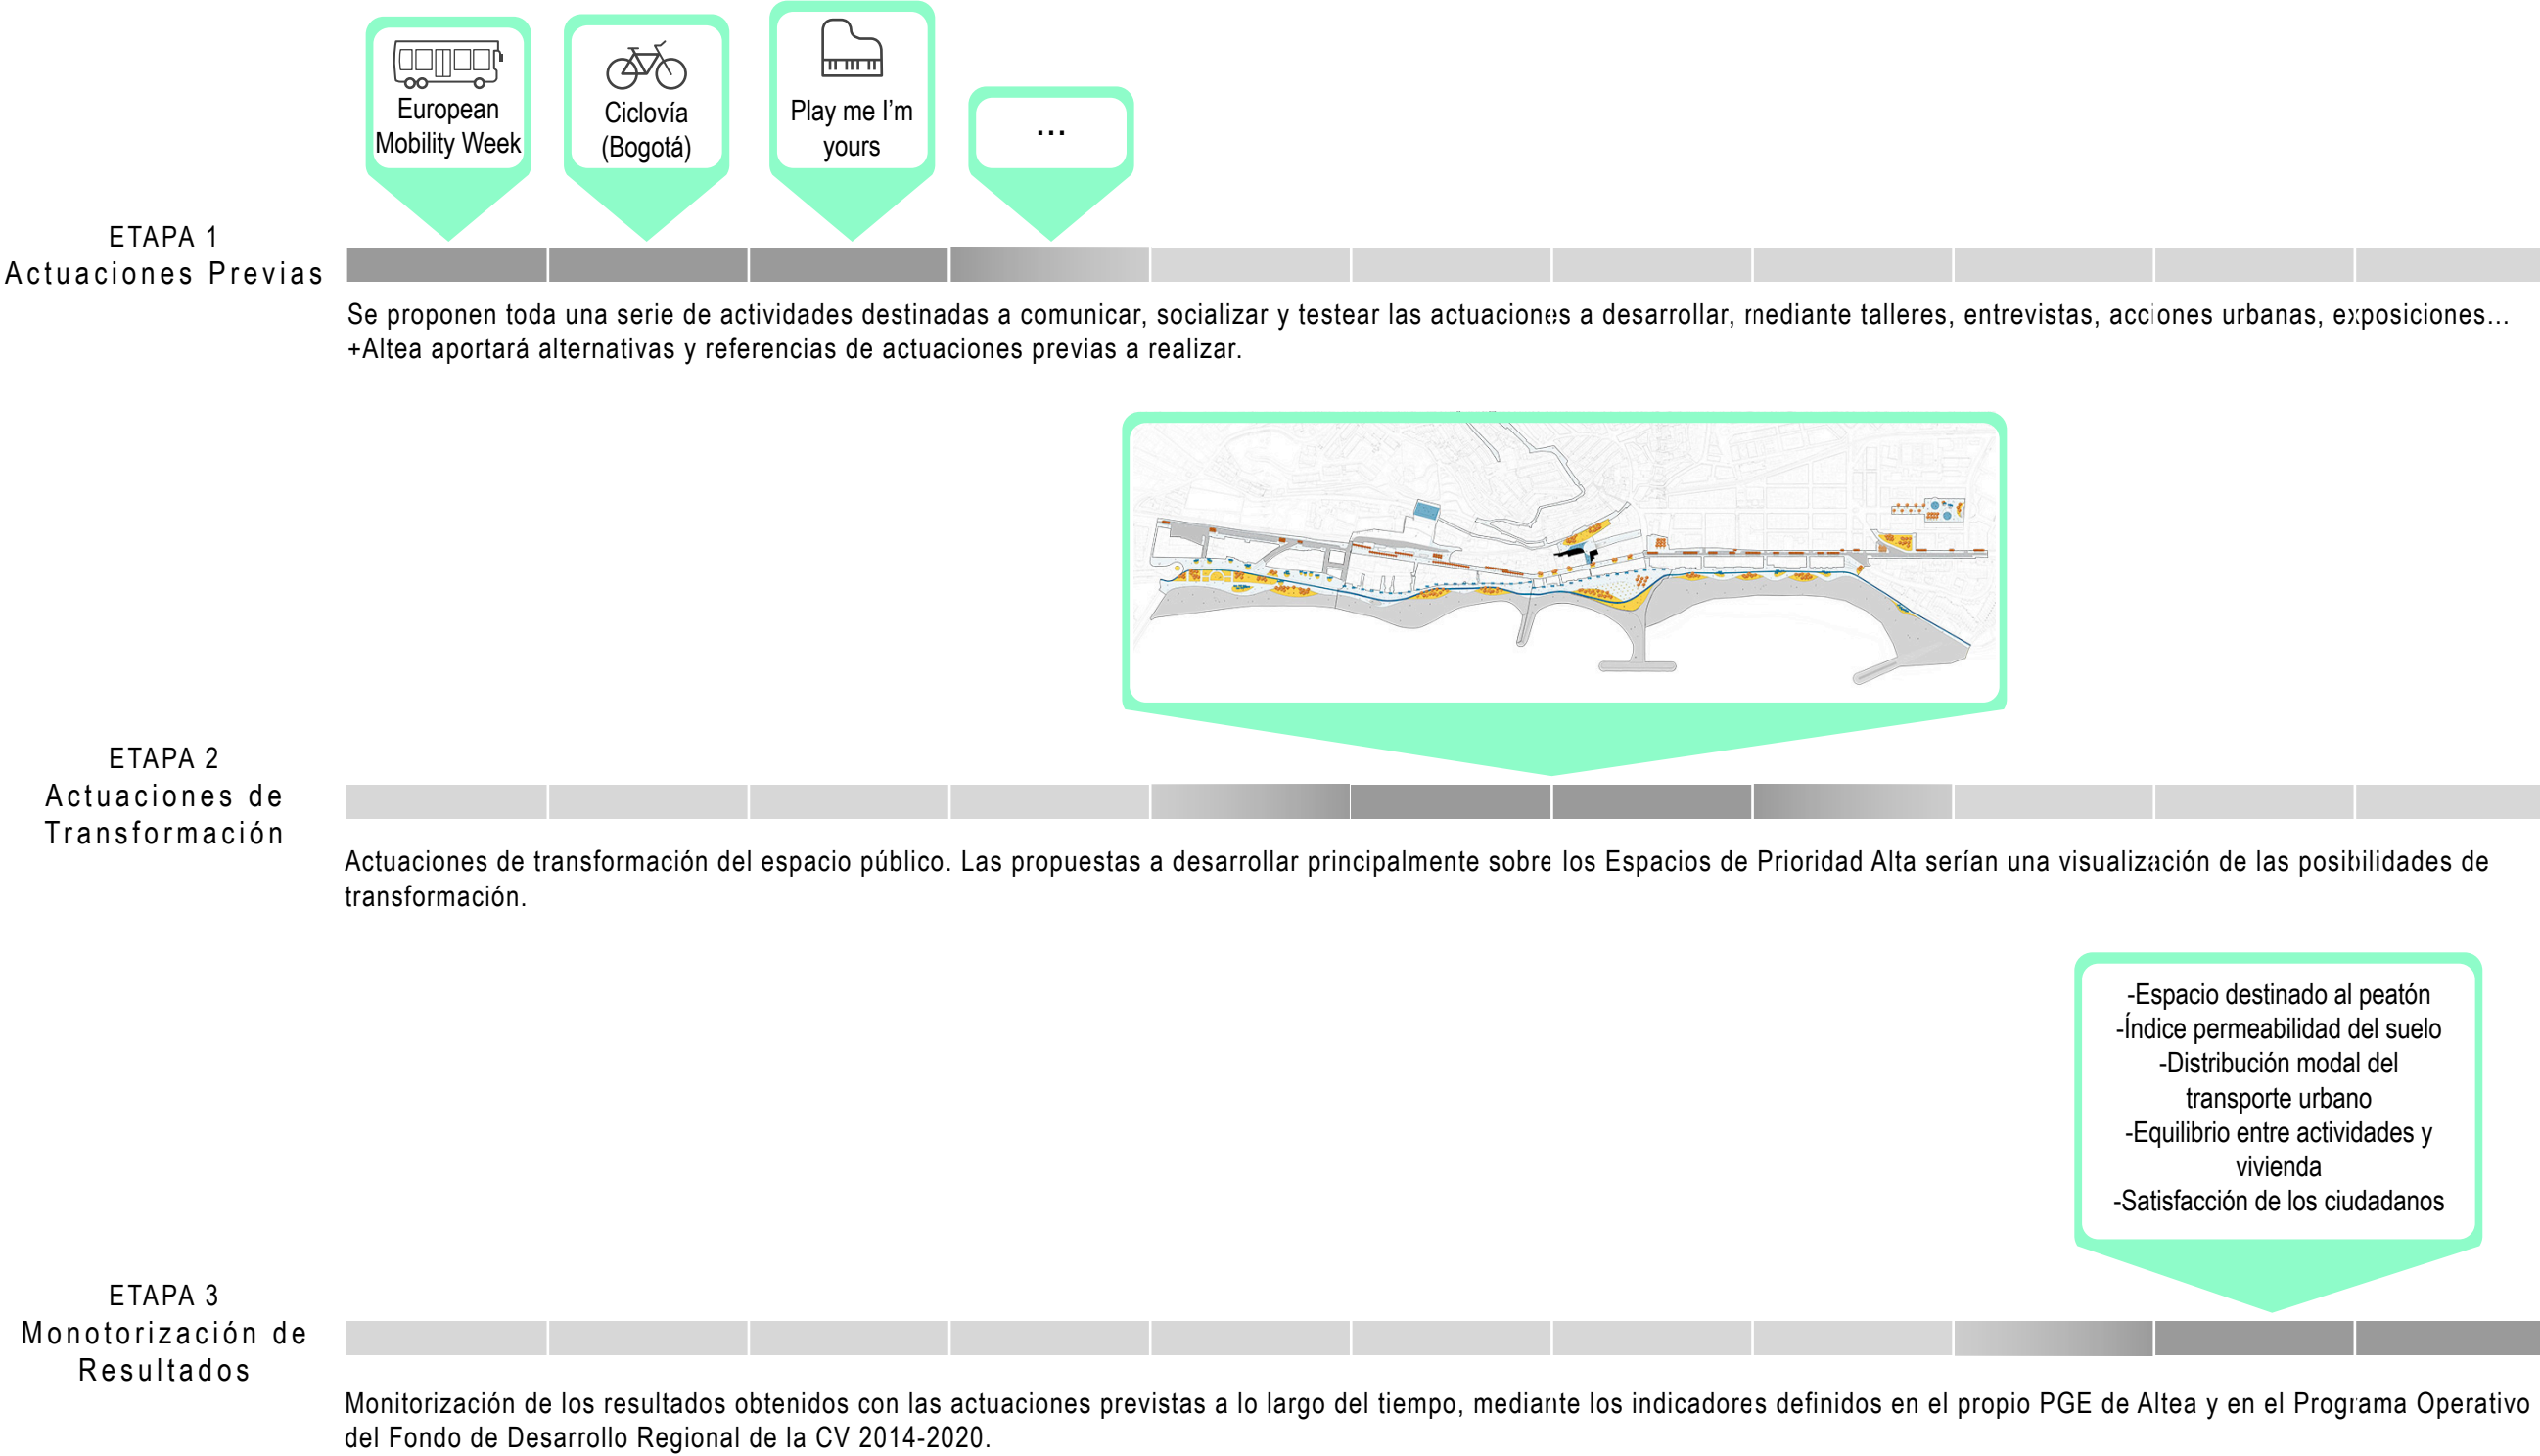 European
Mobility Week
Ciclovía
(Bogotá)
Play me I'm
yours
...
ETAPA 1
Actuaciones Previas
Se proponen toda una serie de actividades destinadas a comunicar, socializar y testear las actuaciones a desarrollar, mediante talleres, entrevistas, acciones urbanas, exposiciones...
+Altea aportará alternativas y referencias de actuaciones previas a realizar.
ETAPA 2
Actuaciones de
Transformación
Actuaciones de transformación del espacio público. Las propuestas a desarrollar principalmente sobre los Espacios de Prioridad Alta serían una visualización de las posibilidades de
transformación.
-Espacio destinado al peatón
-Índice permeabilidad del suelo
-Distribución modal del
transporte urbano
-Equilibrio entre actividades y
vivienda
-Satisfacción de los ciudadanos
ETAPA 3
Monotorización de
Resultados
Monitorización de los resultados obtenidos con las actuaciones previstas a lo largo del tiempo, mediante los indicadores definidos en el propio PGE de Altea y en el Programa Operativo
del Fondo de Desarrollo Regional de la CV 2014-2020.